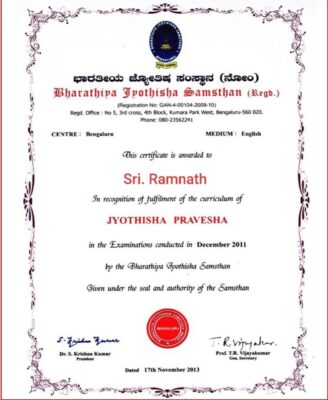 ಭಾರತೀಯ ಜ್ಯೋತಿಷ ಸಂಸ್ಥಾನ (ನೋಂ)
Bharathiya Jyothisha Samsthan (Regd.)
(Registration No: GAN-4-00104-2009-10)
Regd. Office : No 5, 3rd cross, 4th Block, Kumara Park West, Bengaluru-560 020.
Phone: 080-23562241
CENTRE : Bengaluru MEDIUM : English
This certificate is awarded to
Sri. Ramnath
In recognition of fulfilment of the curriculum of
JYOTHISHA PRAVESHA
in the Examinations conducted in December 2011
by the Bharathiya Jyothisha Samsthan
Given under the seal and authority of the Samsthan
BENGALURU
S. Krishna Kumar T.R. Vijayakumar
Dr. S. Krishna Kumar Prof. T.R. Vijayakumar
President Gen. Secretary
Dated 17th November 2013